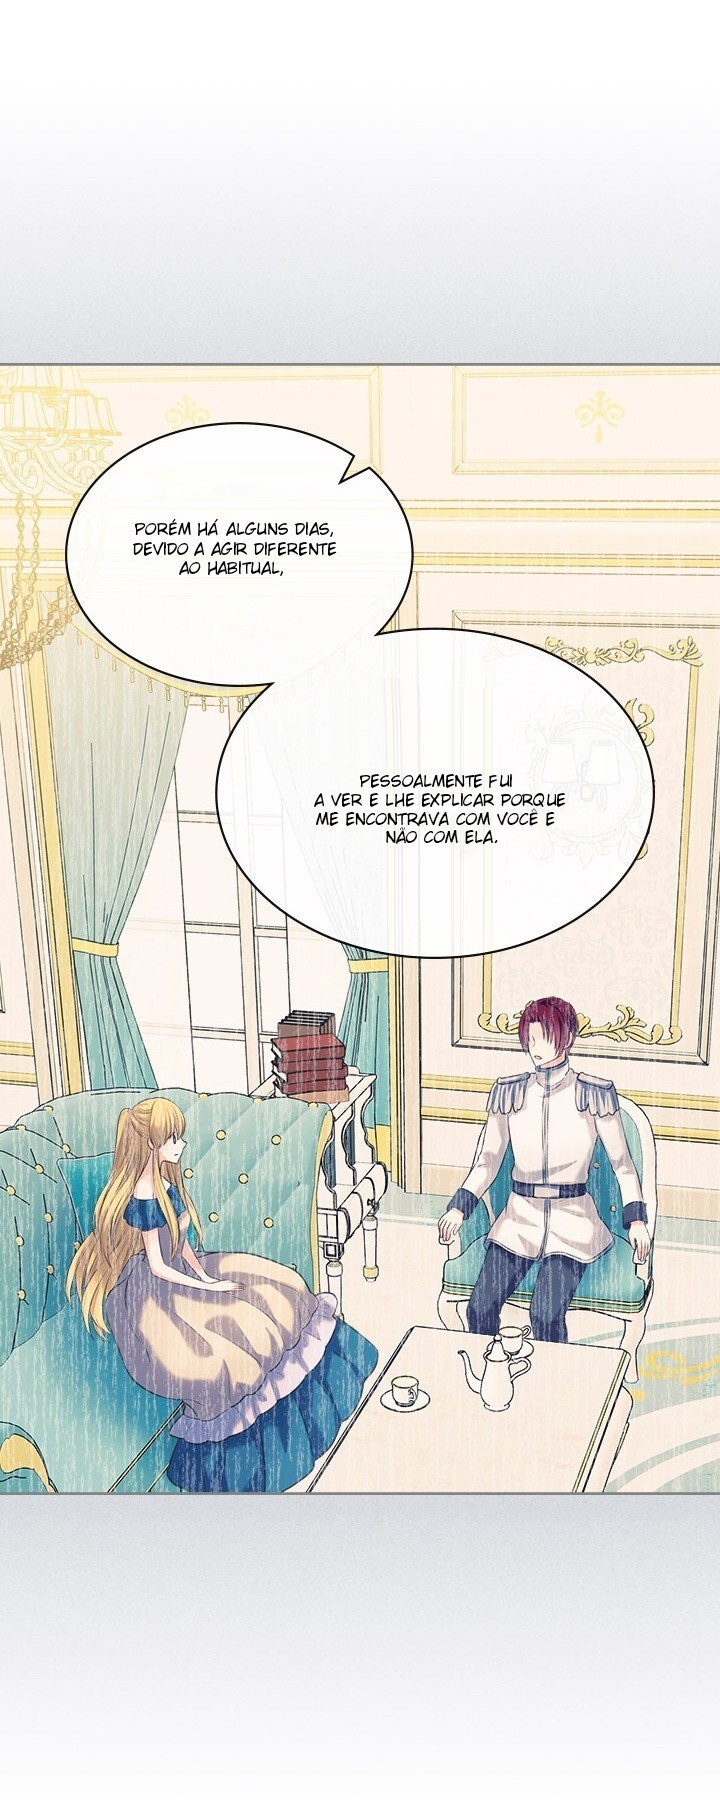 PORÉM HÁ ALGUNS DIAS,
DEVIDO A AGIR DIFERENTE
AO HABITUAL,
PESSOALMENTE FUI
A VER E LHE EXPLICAR PORQUE
ME ENCONTRAVA COM VOCÊ E
NÃO COM ELA.